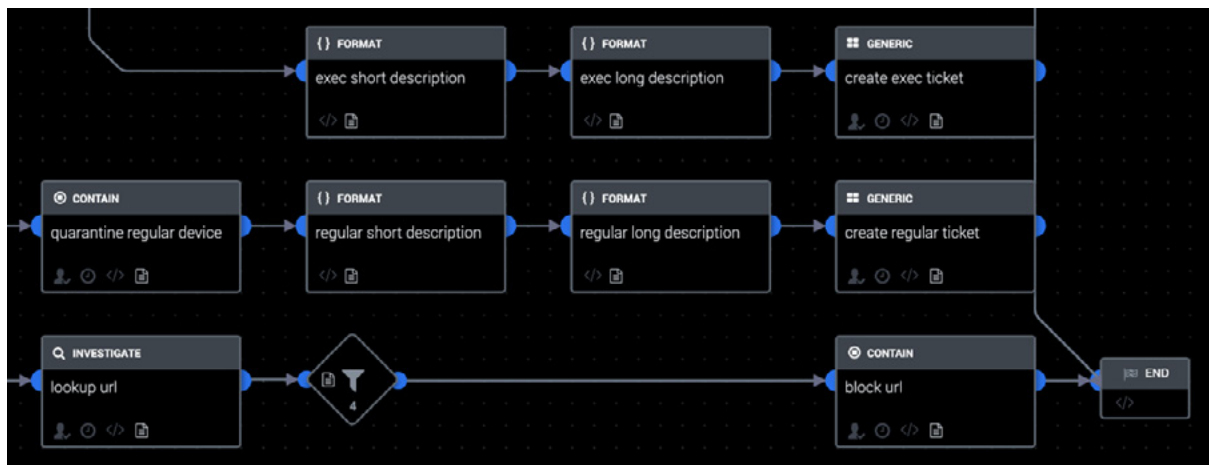 { } FORMAT
exec short description
</>
{ } FORMAT
exec long description
</>
GENERIC
create exec ticket
</>
CONTAIN
quarantine regular device
</>
{ } FORMAT
regular short description
</>
{ } FORMAT
regular long description
</>
GENERIC
create regular ticket
</>
INVESTIGATE
lookup url
</>
4
CONTAIN
block url
</>
END
</>